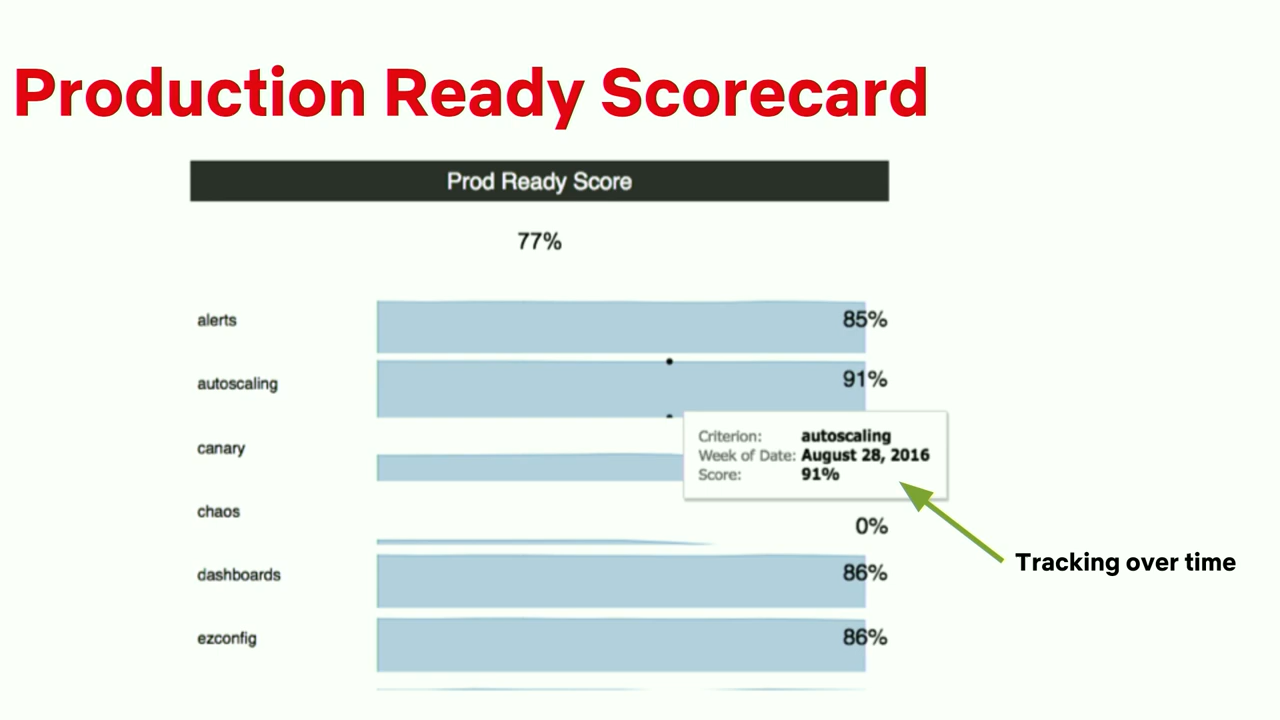 Production Ready Scorecard
Prod Ready Score
77%
alerts 85%
autoscaling 91%
canary
Criterion: autoscaling
Week of Date: August 28, 2016
Score: 91%
chaos 0%
Tracking over time
dashboards 86%
ezconfig 86%